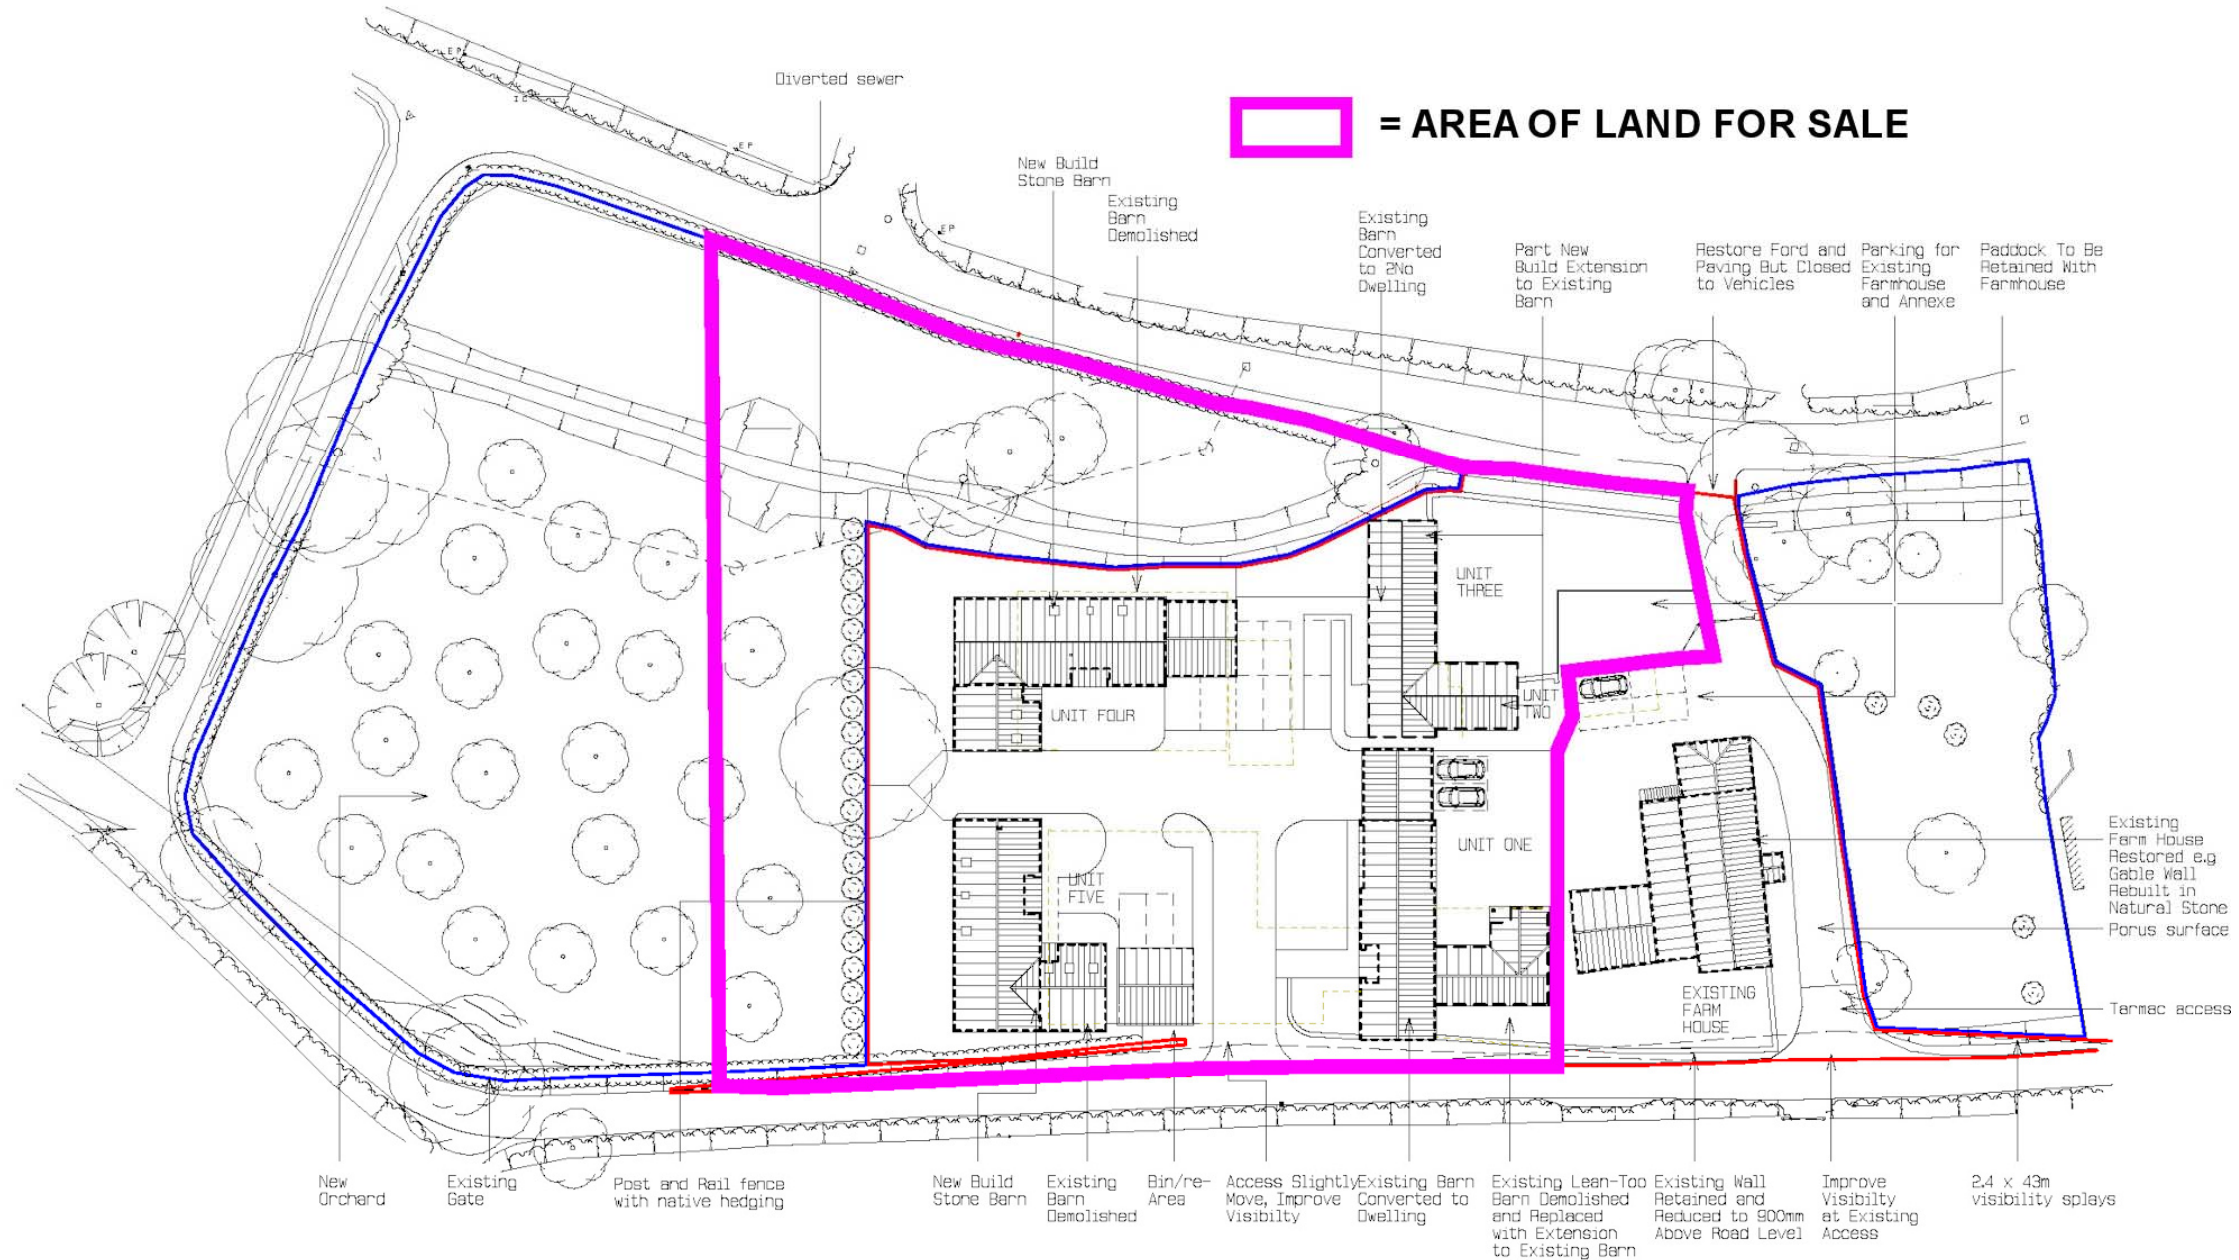 Diverted sewer
= AREA OF LAND FOR SALE
New Build
Stone Barn
Existing
Barn
Demolished
Existing
Barn
Converted
to 2No
Dwelling
Part New
Build Extension
to Existing
Barn
Restore Ford and
Paving But Closed
to Vehicles
Parking for
Existing
Farmhouse
and Annexe
Paddock To Be
Retained With
Farmhouse
EP
IC
EP
EP
UNIT
THREE
UNIT
TWO
UNIT FOUR
UNIT ONE
UNIT
FIVE
EXISTING
FARM
HOUSE
Existing
Farm House
Restored e.g
Gable Wall
Rebuilt in
Natural Stone
Porus surface
Tarmac access
New
Orchard
Existing
Gate
Post and Rail fence
with native hedging
New Build
Stone Barn
Existing
Barn
Demolished
Bin/re-
Area
Access Slightly
Move, Improve
Visibilty
Existing Barn
Converted to
Dwelling
Existing Lean-Too
Barn Demolished
and Replaced
with Extension
to Existing Barn
Existing Wall
Retained and
Reduced to 900mm
Above Road Level
Improve
Visibilty
at Existing
Access
2.4 x 43m
visibility splays